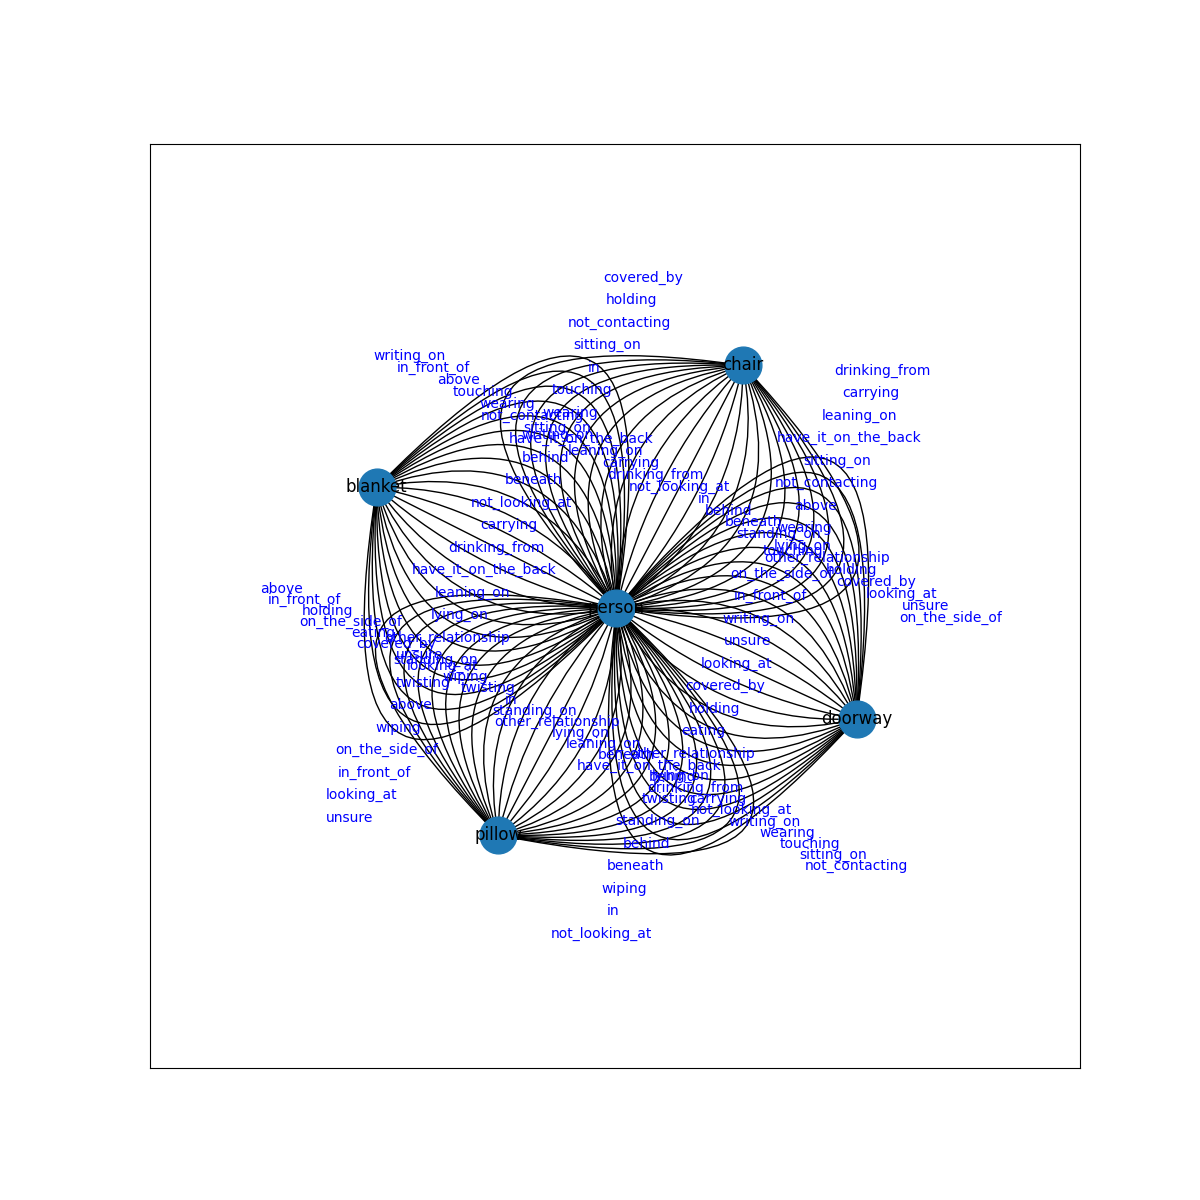 covered_by
holding
not_contacting
sitting_on
in
touching
wearing
writing_on
in_front_of
above
touching
wearing
not_contacting
sitting_on
have_it_on_the_back
leaning_on
carrying
drinking_from
not_looking_at
in
behind
beneath
standing_on
lying_on
other_relationship
holding
covered_by
looking_at
unsure
on_the_side_of
chair
drinking_from
carrying
leaning_on
have_it_on_the_back
sitting_on
not_contacting
above
wearing
touching
on_the_side_of
in_front_of
writing_on
unsure
looking_at
covered_by
holding
eating
other_relationship
lying_on
twisting
standing_on
behind
beneath
wiping
in
not_looking_at
blanket
behind
beneath
not_looking_at
carrying
drinking_from
have_it_on_the_back
leaning_on
lying_on
other_relationship
standing_on
twisting
above
wiping
on_the_side_of
in_front_of
looking_at
unsure
person
above
in_front_of
holding
on_the_side_of
eating
covered_by
unsure
looking_at
wiping
twisting
in
standing_on
other_relationship
lying_on
leaning_on
beneath
have_it_on_the_back
drinking_from
carrying
not_looking_at
writing_on
wearing
touching
sitting_on
not_contacting
doorway
pillow